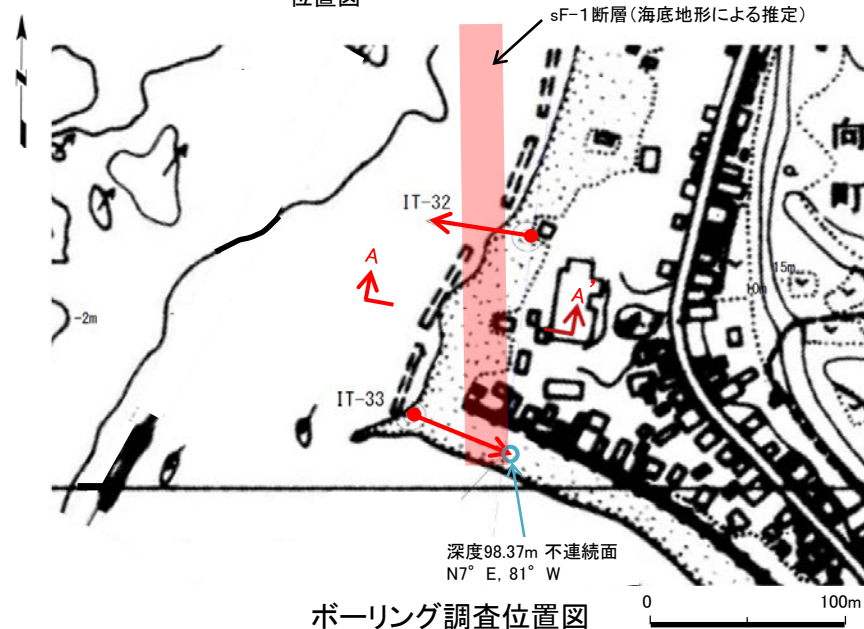 位置図
sF-1断層(海底地形による推定)
N
IT-32
向
町
A
A'
15m
10m
-2m
IT-33
深度98.37m 不連続面
N7° E, 81° W
ボーリング調査位置図
0 100m